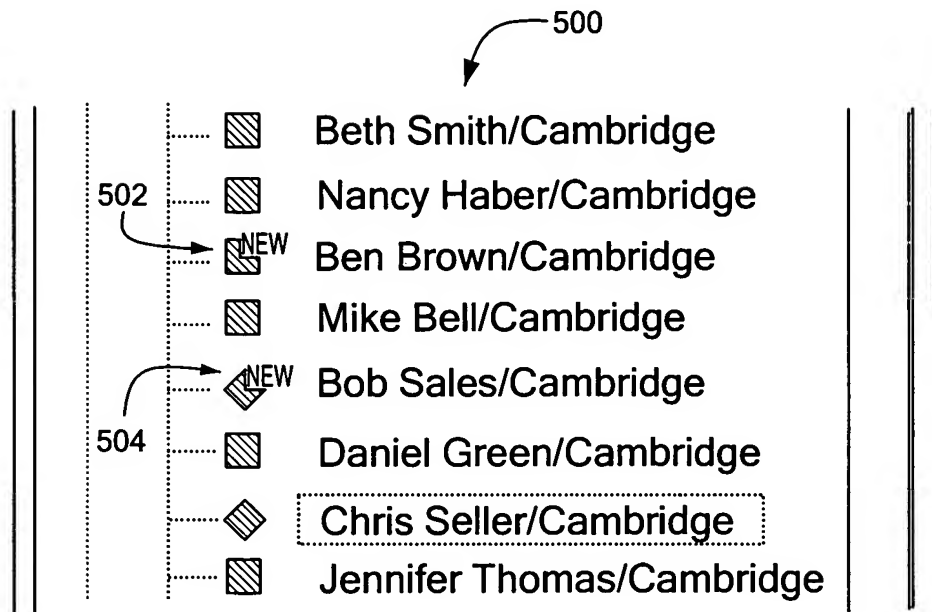 500
Beth Smith/Cambridge
502
Nancy Haber/Cambridge
NEW Ben Brown/Cambridge
Mike Bell/Cambridge
NEW Bob Sales/Cambridge
504
Daniel Green/Cambridge
Chris Seller/Cambridge
Jennifer Thomas/Cambridge